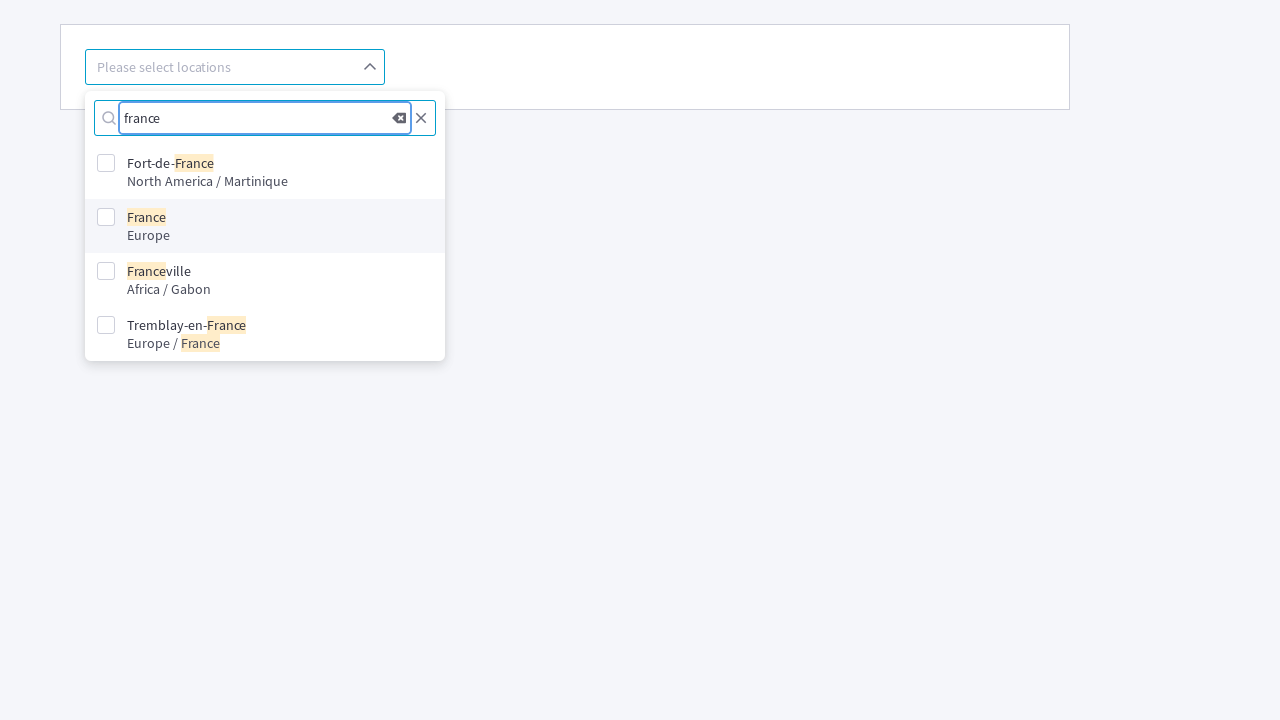 Please select locations
france
Fort-de-France
North America / Martinique
France
Europe
Franceville
Africa / Gabon
Tremblay-en-France
Europe / France